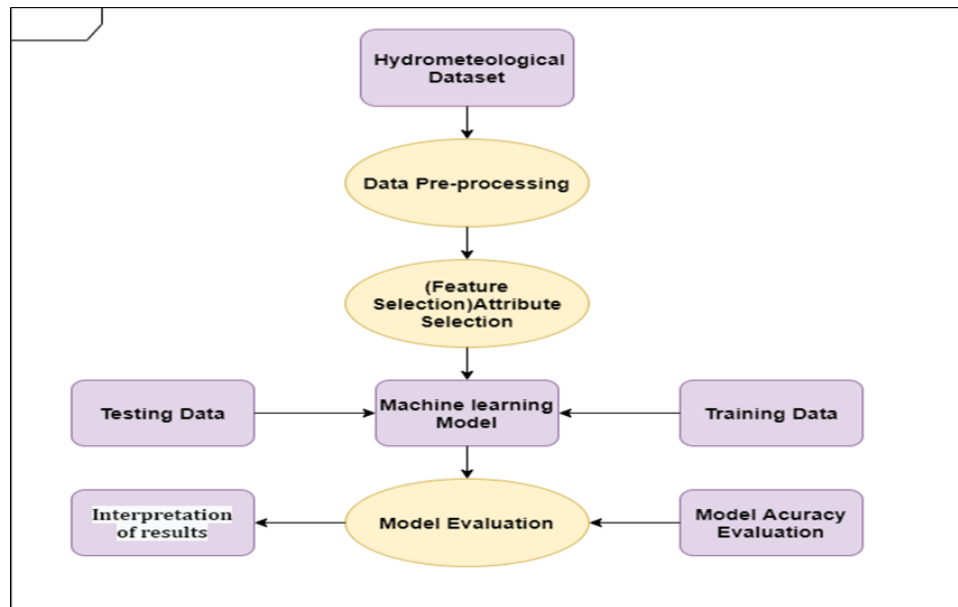 Hydrometeological
Dataset
Data Pre-processing
(Feature
Selection)Attribute
Selection
Testing Data
Machine learning
Model
Training Data
Interpretation
of results
Model Evaluation
Model Acuracy
Evaluation